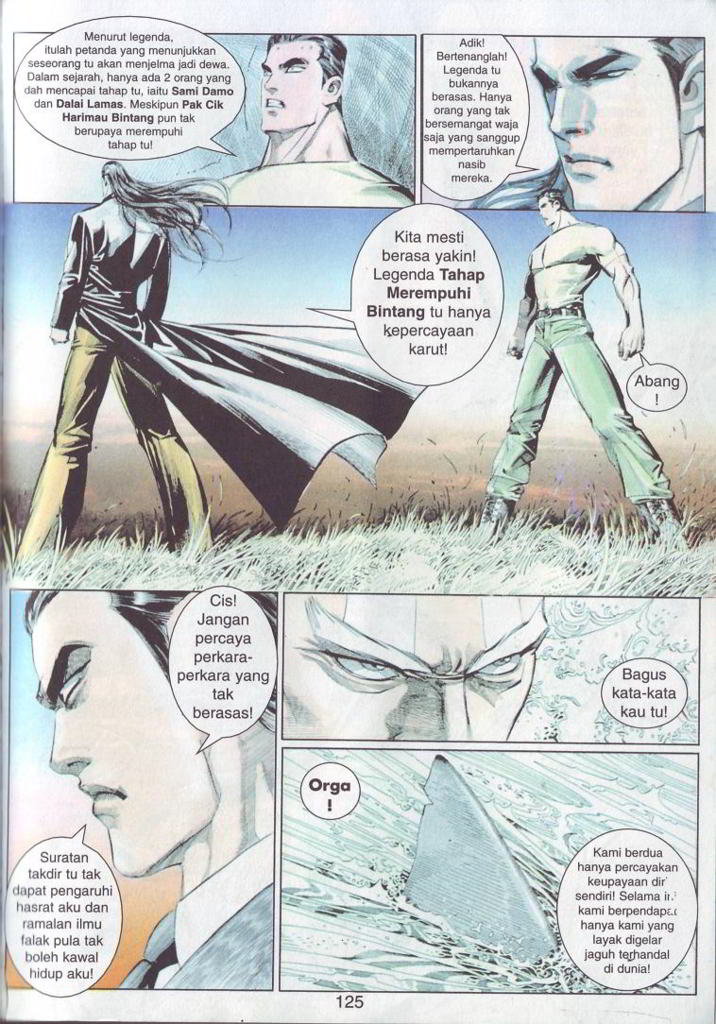 Menurut legenda,
itulah petanda yang menunjukkan
seseorang tu akan menjelma jadi dewa.
Dalam sejarah, hanya ada 2 orang yang
dah mencapai tahap tu, iaitu Sami Damo
dan Dalai Lamas. Meskipun Pak Cik
Harimau Bintang pun tak
berupaya merempuhi
tahap tu!
Adik!
Bertenanglah!
Legenda tu
bukannya
berasas. Hanya
orang yang tak
bersemangat waja
saja yang sanggup
mempertaruhkan
nasib
mereka.
Kita mesti
berasa yakin!
Legenda Tahap
Merempuhi
Bintang tu hanya
kepercayaan
karut!
Abang
!
Cis!
Jangan
percaya
perkara-
perkara yang
tak
berasas!
Suratan
takdir tu tak
dapat pengaruhi
hasrat aku dan
ramalan ilmu
falak pula tak
boleh kawal
hidup aku!
Bagus
kata-kata
kau tu!
Orga
!
Kami berdua
hanya percayakan
keupayaan
sendiri! Selama
kami
hanya kami yang
layak digelar
jaguh terhandal
di dunia!
125